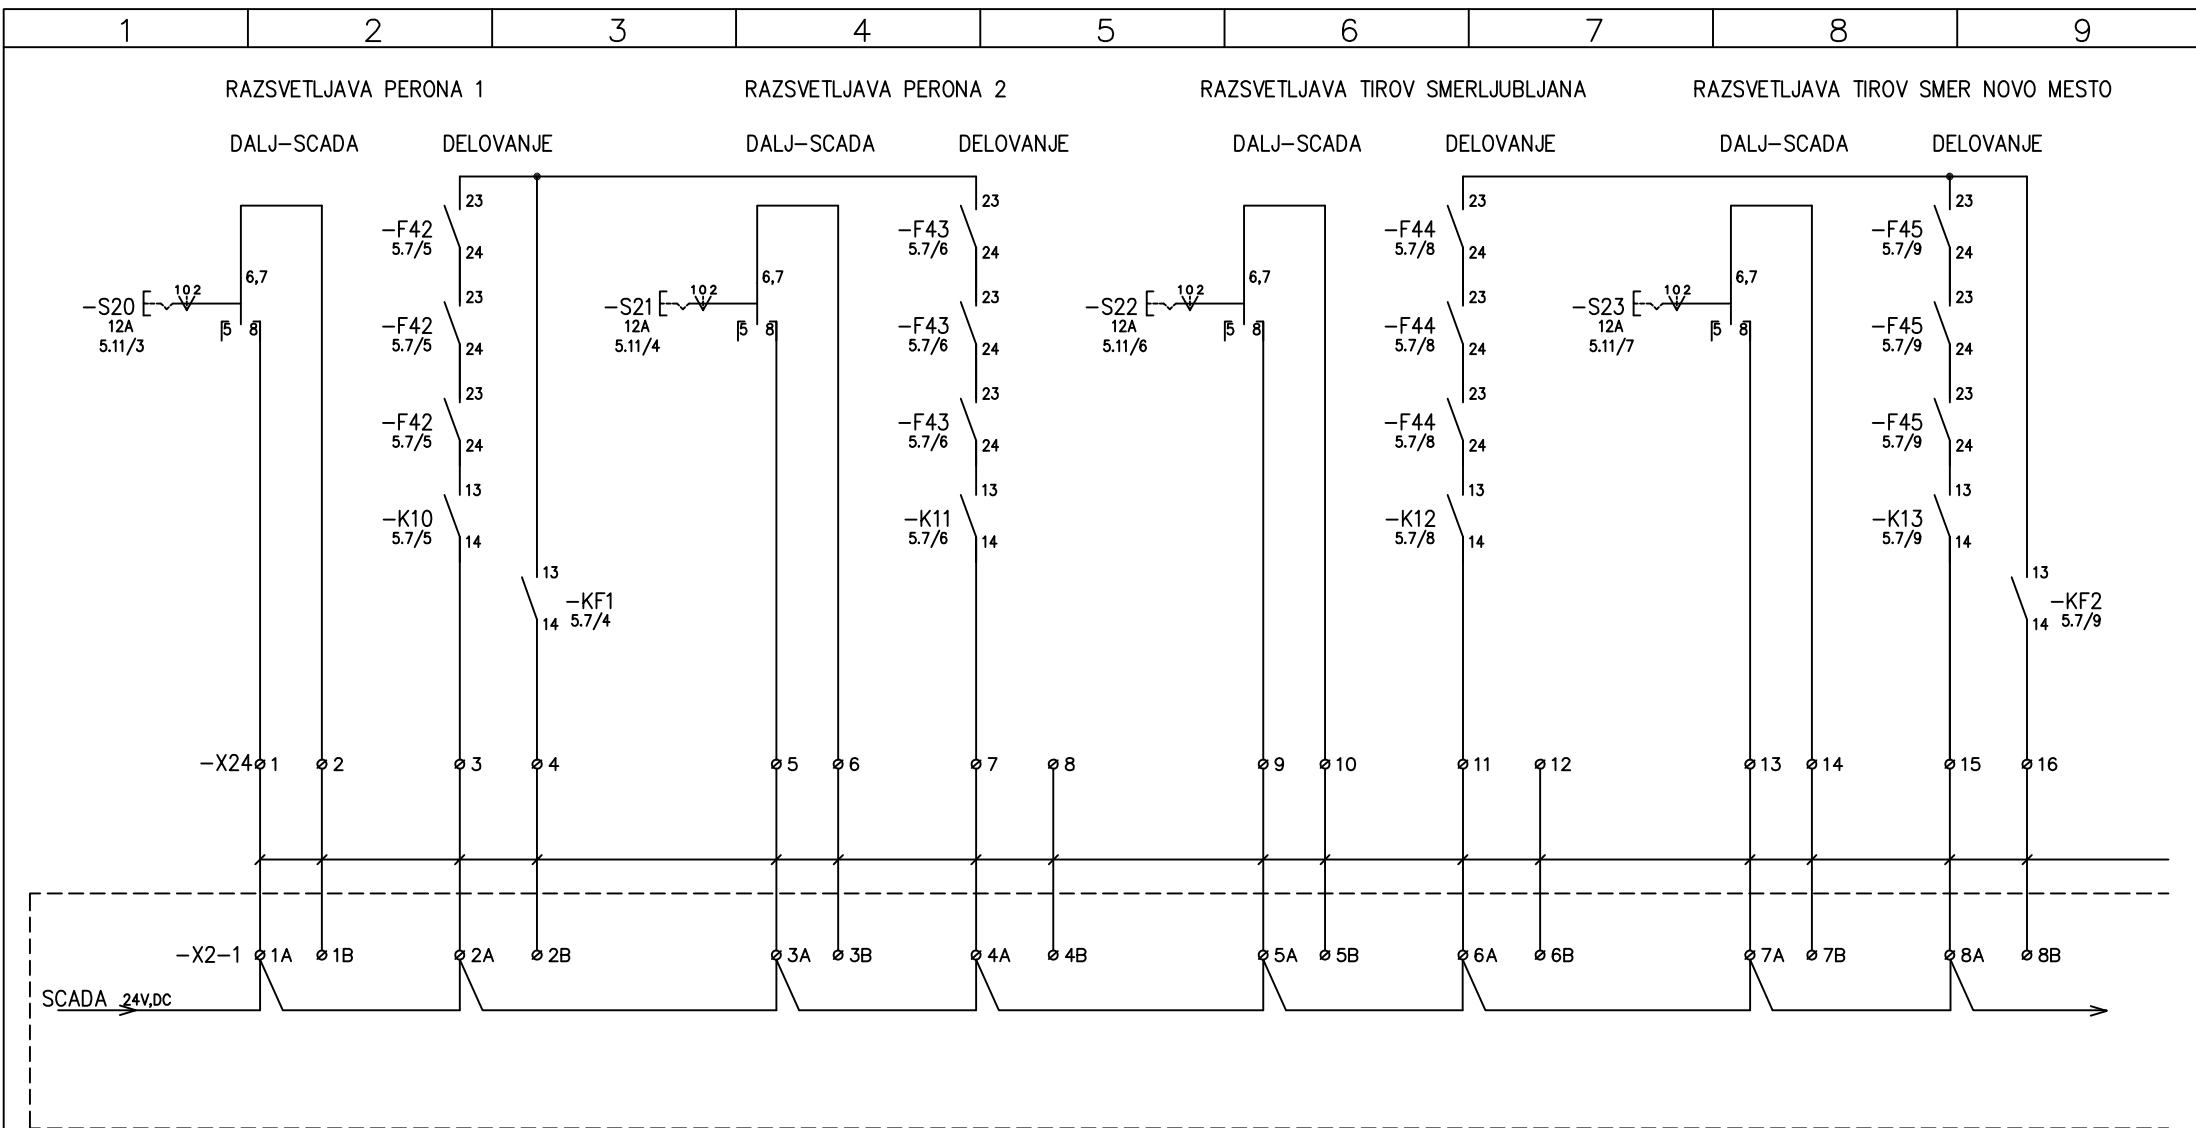 1 2 3 4 5 6 7 8 9
RAZSVETLJAVA PERONA 1 RAZSVETLJAVA PERONA 2 RAZSVETLJAVA TIROV SMERLJUBLJANA RAZSVETLJAVA TIROV SMER NOVO MESTO
DALJ-SCADA DELOVANJE DALJ-SCADA DELOVANJE DALJ-SCADA DELOVANJE DALJ-SCADA DELOVANJE
23 23 23 23
-F42 -F43 -F44 -F45
5.7/5 5.7/6 5.7/8 5.7/9
24 24 24 24
6,7 6,7 6,7 6,7
102 102 102 102
23 23 23 23
-S20 -S21 -S22 -S23
12A 12A 12A 12A
5 8 5 8 5 8 5 8
-F42 -F43 -F44 -F45
5.11/3 5.7/5 5.11/4 5.7/6 5.11/6 5.7/8 5.11/7 5.7/9
24 24 24 24
23 23 23 23
-F42 -F43 -F44 -F45
5.7/5 5.7/6 5.7/8 5.7/9
24 24 24 24
13 13 13 13
-K10 -K11 -K12 -K13
5.7/5 5.7/6 5.7/8 5.7/9
14 14 14 14
13 13
-KF1 -KF2
14 5.7/4 14 5.7/9
-X24 1 2 3 4 5 6 7 8 9 10 11 12 13 14 15 16
-X2-1 1A 1B 2A 2B 3A 3B 4A 4B 5A 5B 6A 6B 7A 7B 8A 8B
SCADA 24V,DC